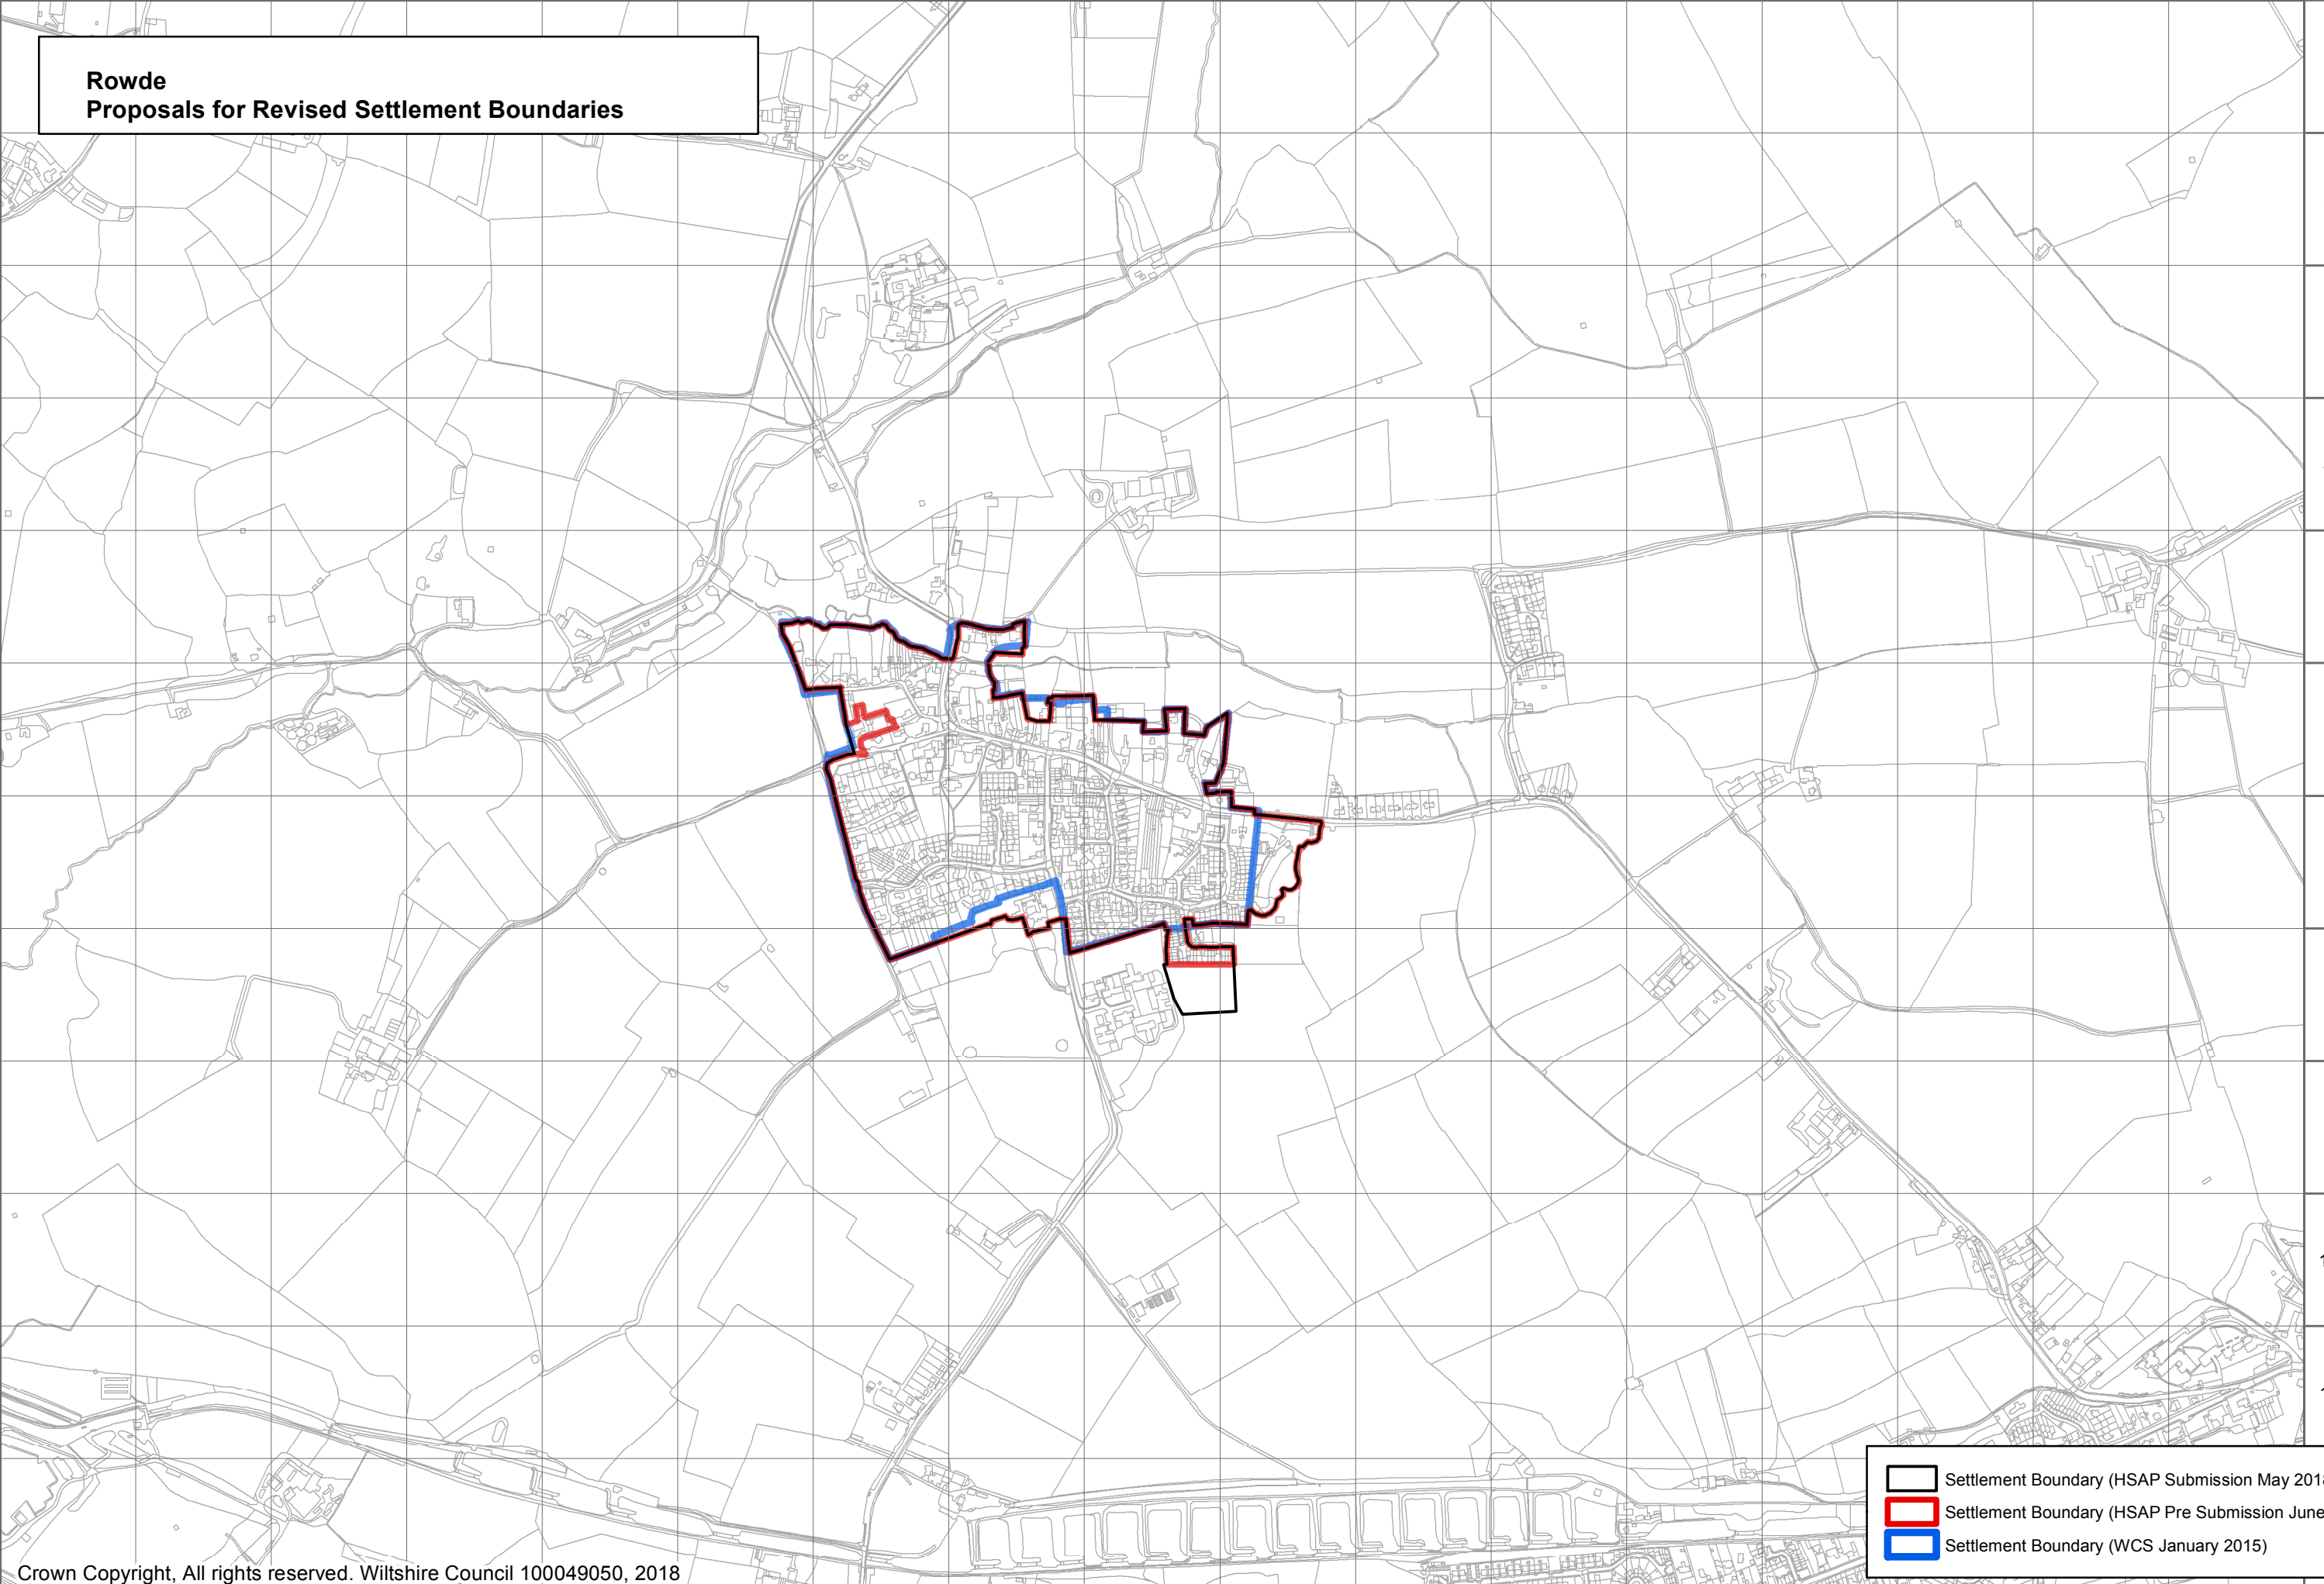 Rowde
Proposals for Revised Settlement Boundaries
Settlement Boundary (HSAP Submission May 201
Settlement Boundary (HSAP Pre Submission June
Settlement Boundary (WCS January 2015)
Crown Copyright, All rights reserved. Wiltshire Council 100049050, 2018